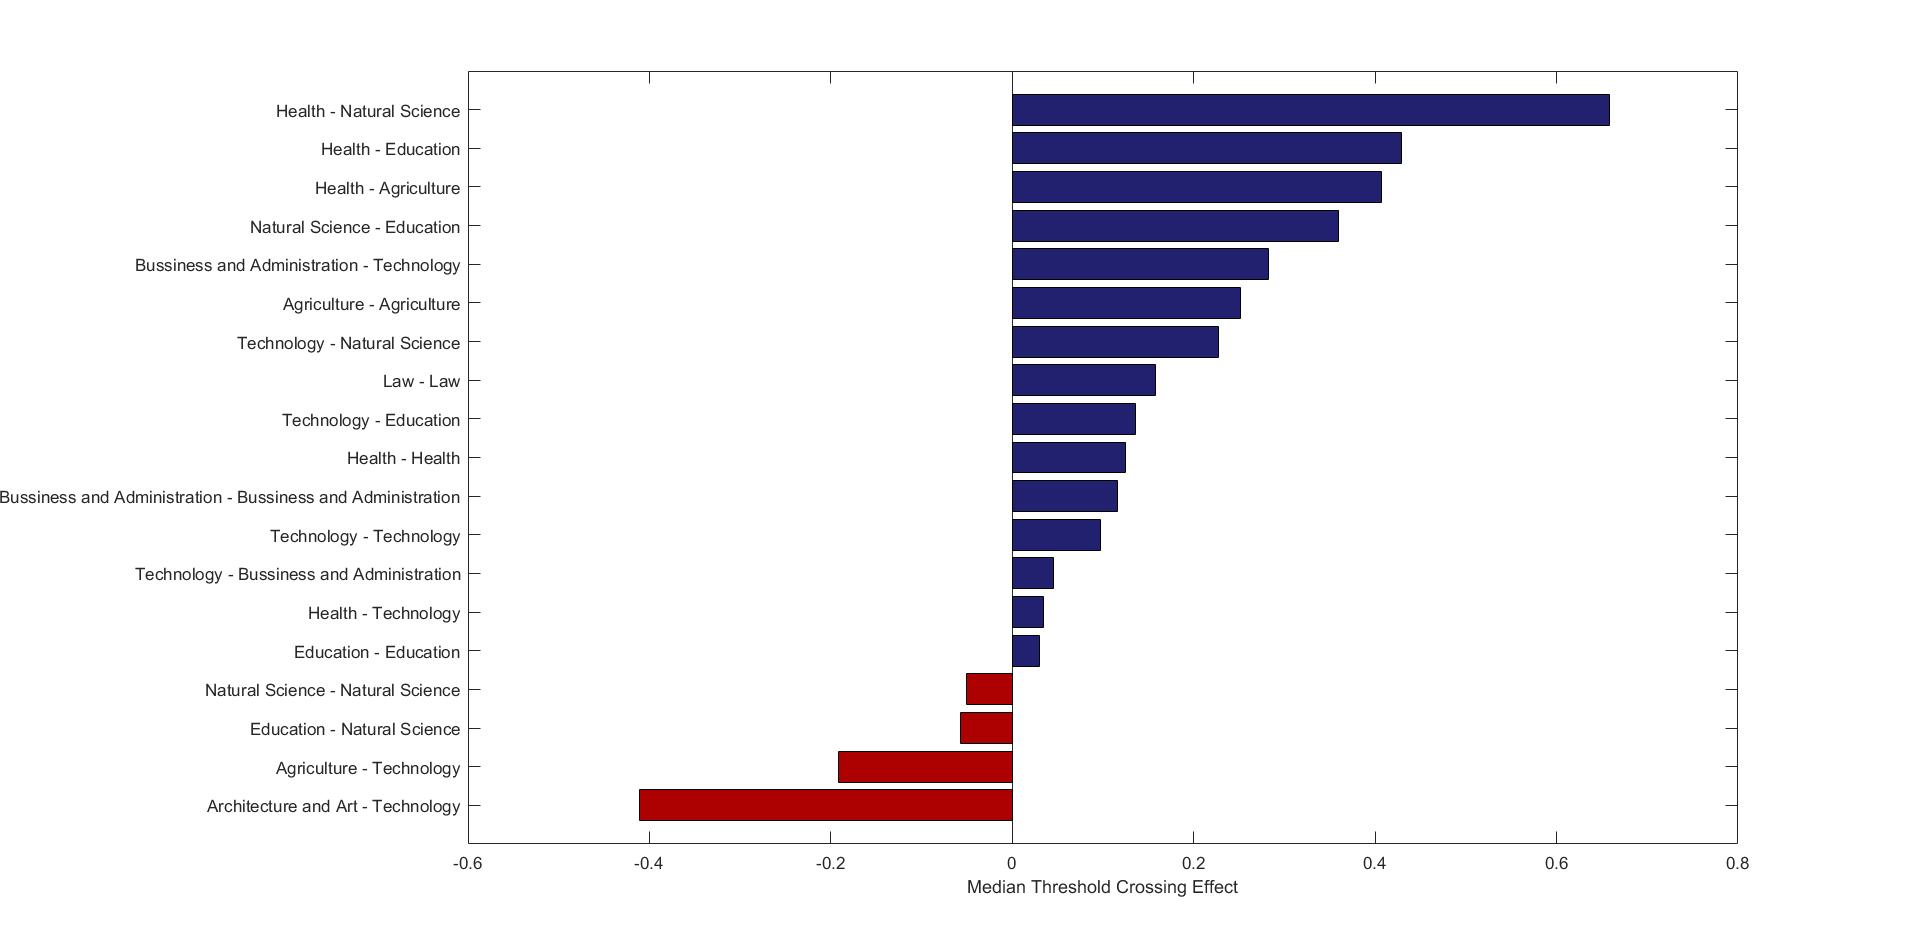 Health - Natural Science
Health - Education
Health - Agriculture
Natural Science - Education
Bussiness and Administration - Technology
Agriculture - Agriculture
Technology - Natural Science
Law - Law
Technology - Education
Health - Health
Bussiness and Administration - Bussiness and Administration
Technology - Technology
Technology - Bussiness and Administration
Health - Technology
Education - Education
Natural Science - Natural Science
Education - Natural Science
Agriculture - Technology
Architecture and Art - Technology
-0.6 -0.4 -0.2 0 0.2 0.4 0.6 0.8
Median Threshold Crossing Effect